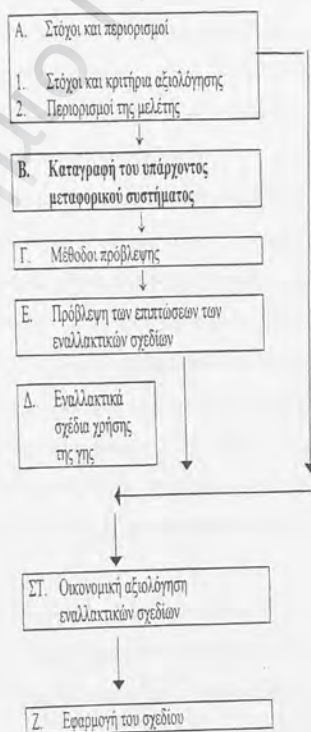 Α. Στόχοι και περιορισμοί
1. Στόχοι και κριτήρια αξιολόγησης
2. Περιορισμοί της μελέτης
Β. Καταγραφή του υπάρχοντος
μεταφορικού συστήματος
Γ. Μέθοδοι πρόβλεψης
Ε. Πρόβλεψη των επιπτώσεων των
εναλλακτικών σχεδίων
Δ. Εναλλακτικά
σχέδια χρήσης
της γης
ΣΤ. Οικονομική αξιολόγηση
εναλλακτικών σχεδίων
Ζ. Εφαρμογή του σχεδίου